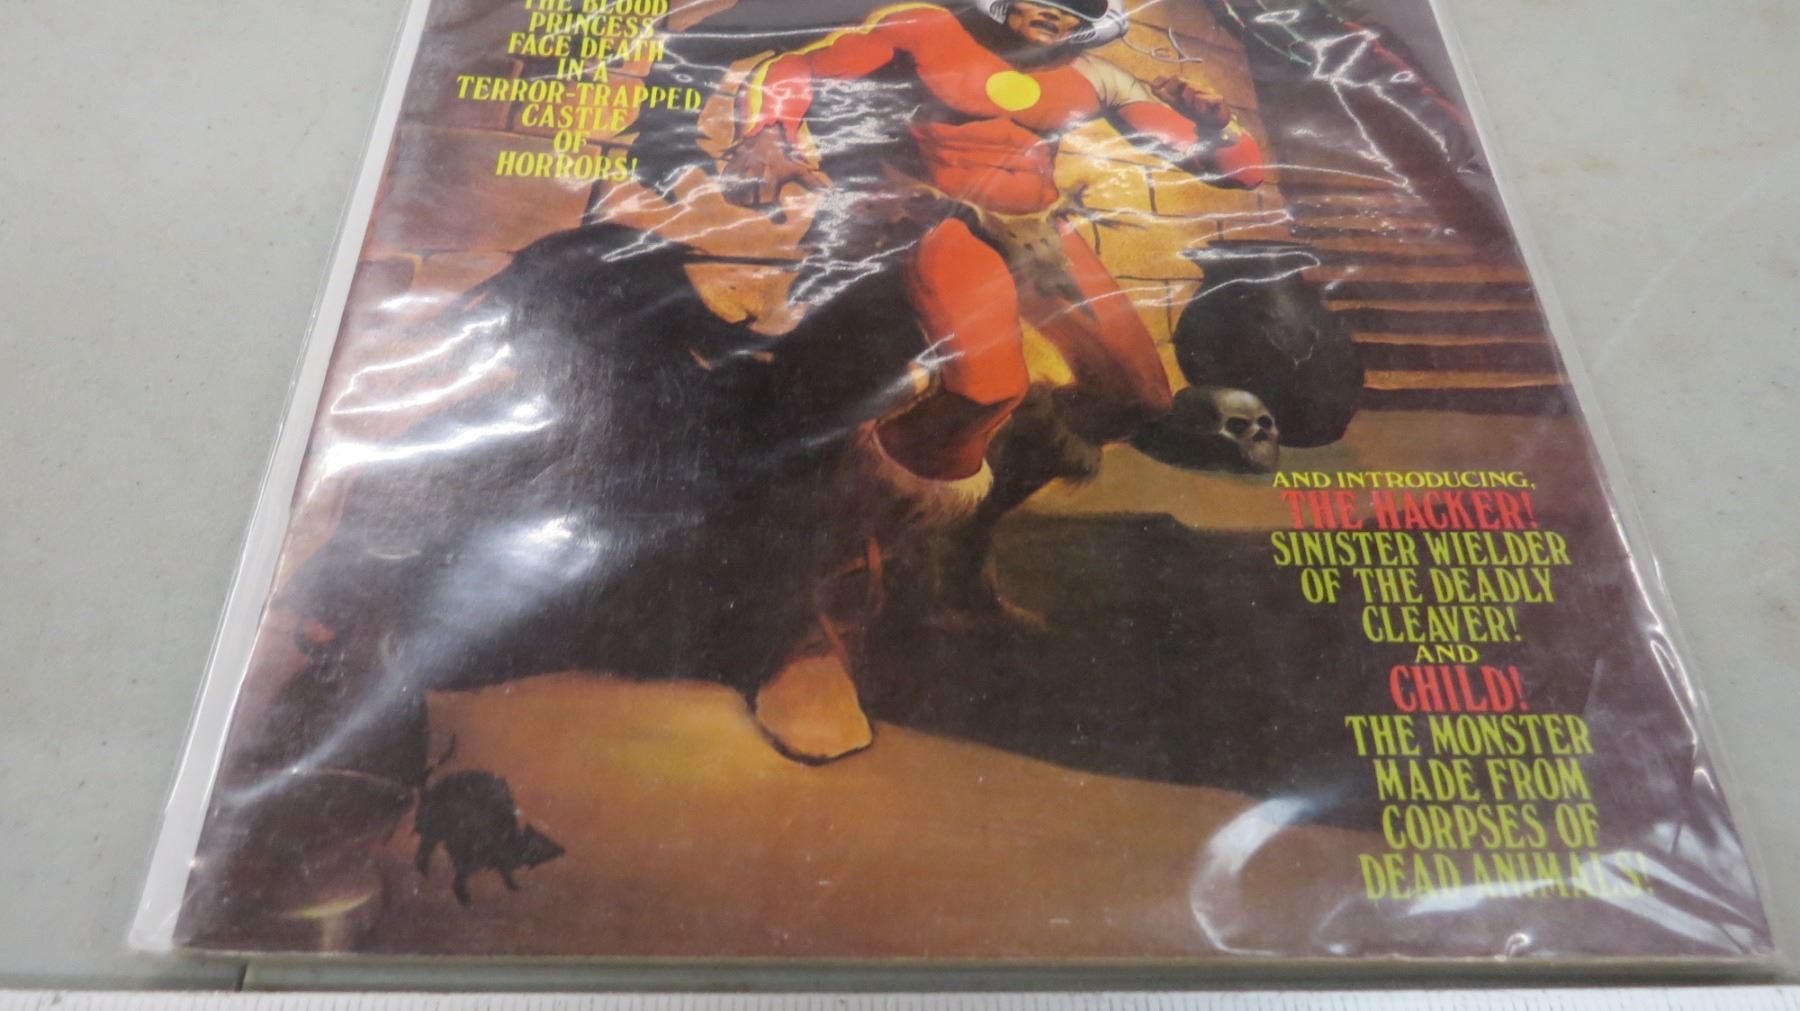 THE BLOOD
PRINCESS
FACE DEATH
IN A
TERROR-TRAPPED
CASTLE
OF
HORRORS!
AND INTRODUCING,
THE HACKER!
SINISTER WIELDER
OF THE DEADLY
CLEAVER!
AND
CHILD!
THE MONSTER
MADE FROM
CORPSES OF
DEAD ANIMALS!